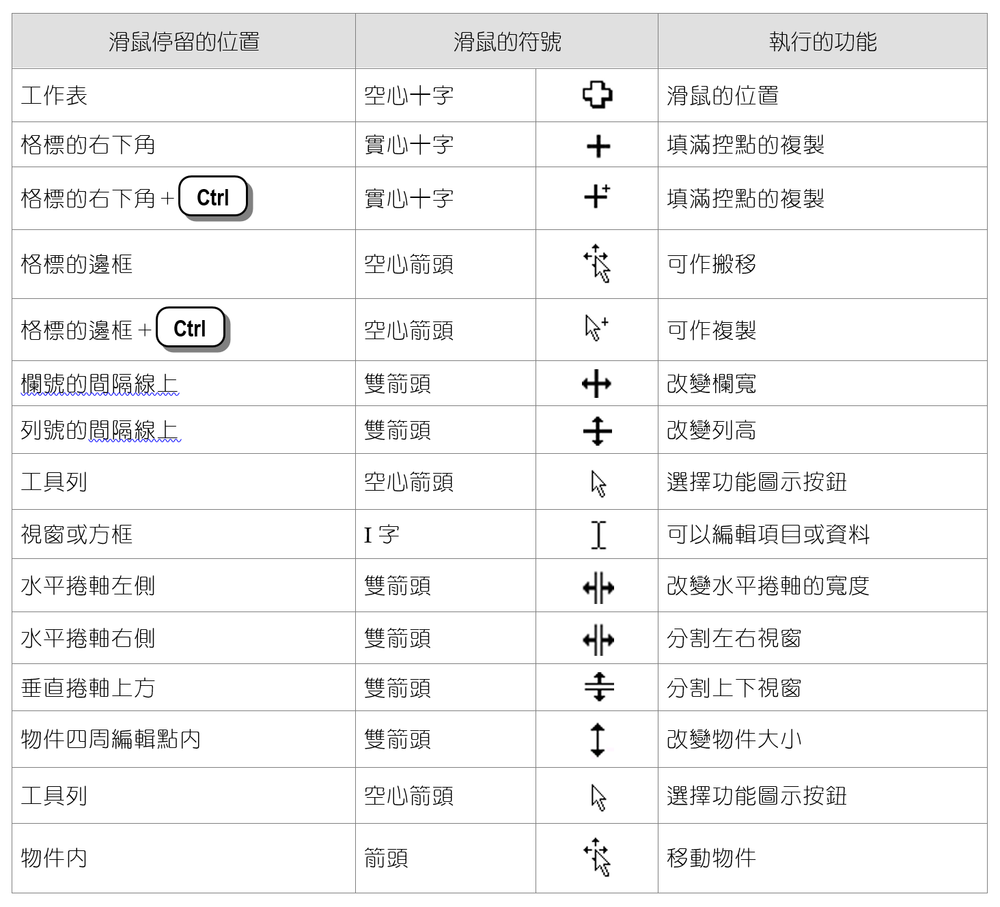 滑鼠停留的位置 滑鼠的符號 執行的功能
工作表 空心十字 滑鼠的位置
格標的右下角 實心十字 填滿控點的複製
格標的右下角＋Ctrl 實心十字 填滿控點的複製
格標的邊框 空心箭頭 可作搬移
格標的邊框＋Ctrl 空心箭頭 可作複製
欄號的間隔線上 雙箭頭 改變欄寬
列號的間隔線上 雙箭頭 改變列高
工具列 空心箭頭 選擇功能圖示按鈕
視窗或方框 I 字 可以編輯項目或資料
水平捲軸左側 雙箭頭 改變水平捲軸的寬度
水平捲軸右側 雙箭頭 分割左右視窗
垂直捲軸上方 雙箭頭 分割上下視窗
物件四周編輯點內 雙箭頭 改變物件大小
工具列 空心箭頭 選擇功能圖示按鈕
物件內 箭頭 移動物件